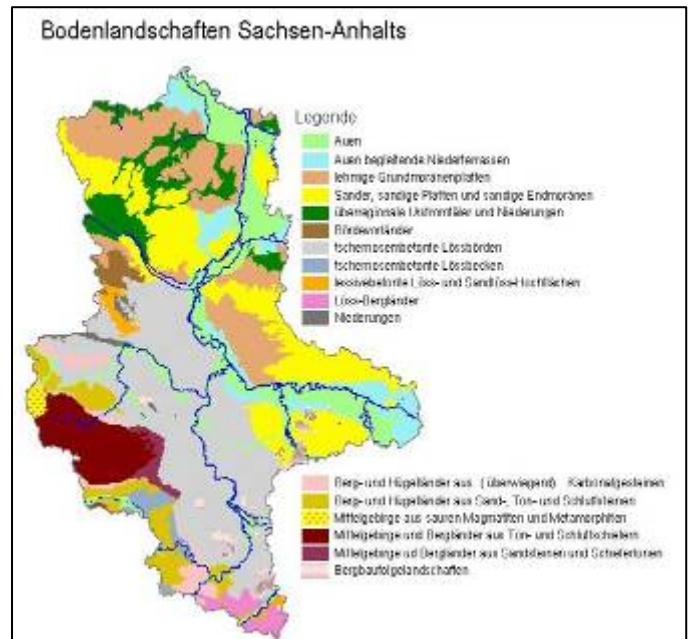 Bodenlandschaften Sachsen-Anhalts
Legende
Auen
Auen begleitende Niederterrassen
lehmige Grundmoränenplatten
Sander, sandige Platten und sandige Endmoränen
überregionale Urstromtäler und Niederungen
Bördevorländer
tschernosembetonte Lössbörden
tschernosembetonte Lössbecken
lessivebetonte Löss- und Sandlöss-Hochflächen
Löss-Bergländer
Niederungen
Berg- und Hügelländer aus ( überwiegend) Karbonatgesteinen
Berg- und Hügelländer aus Sand-, Ton- und Schluffsteinen
Mittelgebirge aus sauren Magmatiten und Metamorphiten
Mittelgebirge und Bergländer aus Ton- und Schluffschiefern
Mittelgebirge ud Bergländer aus Sandsteinen und Schiefertonen
Bergbaufolgelandschaften